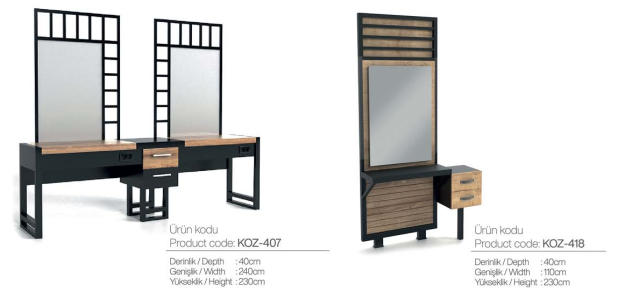 Ürün kodu
Product code: KOZ-407
Derinlik / Depth : 40cm
Genişlik / Width : 240cm
Yükseklik / Height : 230cm
Ürün kodu
Product code: KOZ-418
Derinlik / Depth : 40cm
Genişlik / Width : 110cm
Yükseklik / Height : 230cm